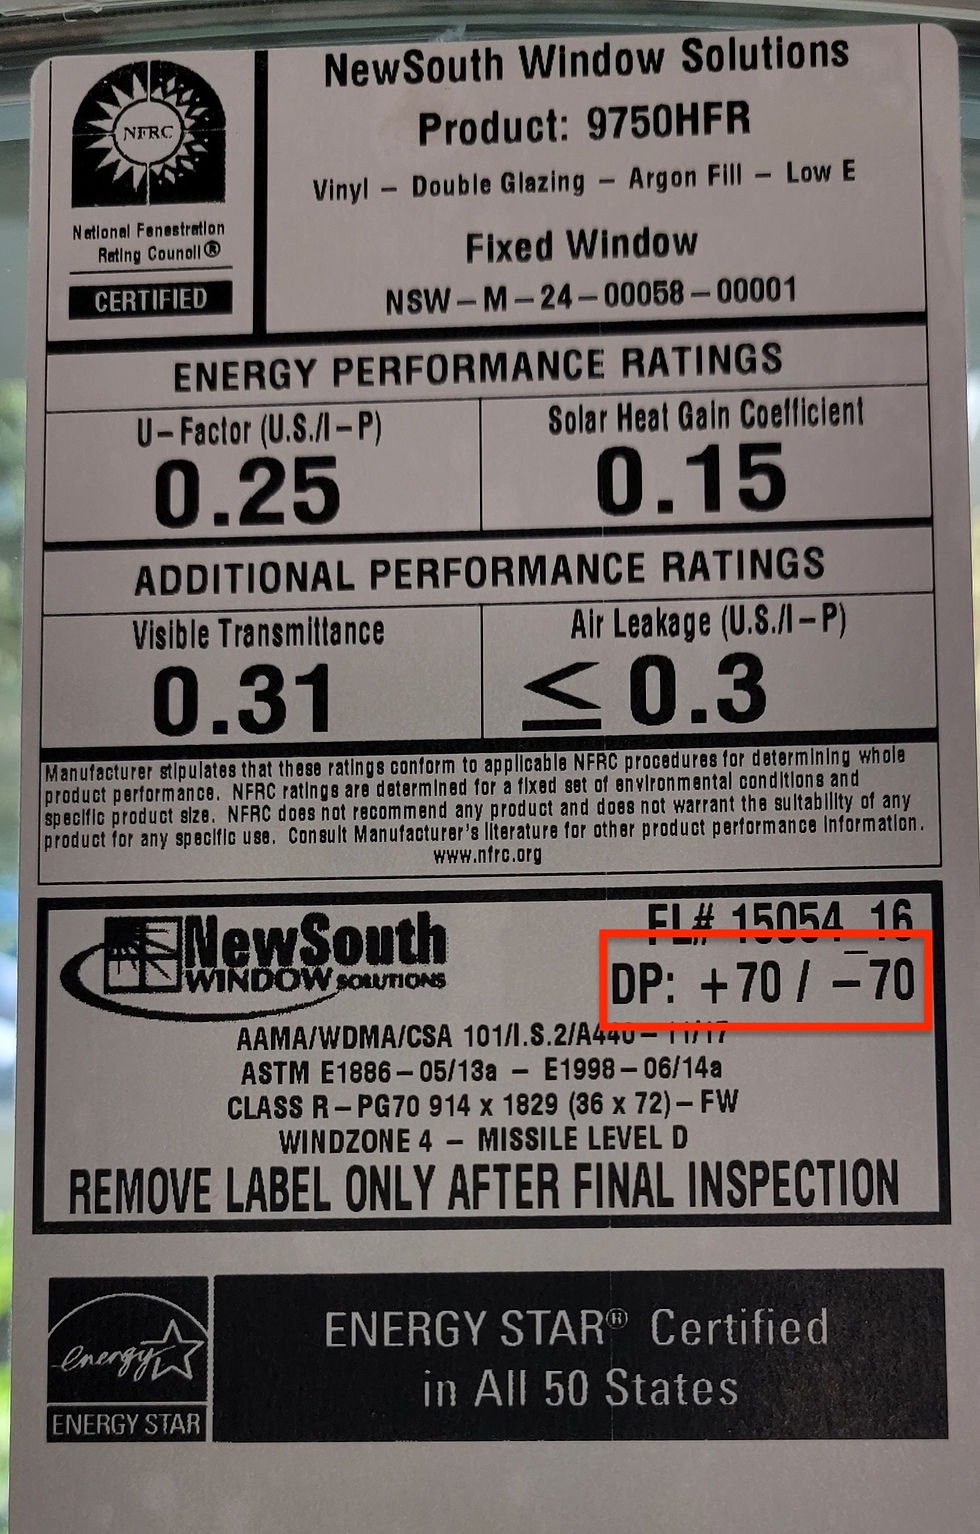 NewSouth Window Solutions
Product: 9750HFR
Vinyl – Double Glazing – Argon Fill – Low E
Fixed Window
NSW–M–24–00058–00001
NFRC
National Fenestration
Rating Council®
CERTIFIED
ENERGY PERFORMANCE RATINGS
U–Factor (U.S./I–P)
0.25
Solar Heat Gain Coefficient
0.15
ADDITIONAL PERFORMANCE RATINGS
Visible Transmittance
0.31
Air Leakage (U.S./I–P)
≤ 0.3
Manufacturer stipulates that these ratings conform to applicable NFRC procedures for determining whole
product performance. NFRC ratings are determined for a fixed set of environmental conditions and
specific product size. NFRC does not recommend any product and does not warrant the suitability of any
product for any specific use. Consult Manufacturer's literature for other product performance information.
www.nfrc.org
NewSouth
WINDOW SOLUTIONS
FL# 15054_16
DP: +70 / –70
AAMA/WDMA/CSA 101/I.S.2/A440–11/17
ASTM E1886–05/13a – E1998–06/14a
CLASS R–PG70 914 x 1829 (36 x 72)–FW
WINDZONE 4 – MISSILE LEVEL D
REMOVE LABEL ONLY AFTER FINAL INSPECTION
energy
ENERGY STAR
ENERGY STAR® Certified
in All 50 States